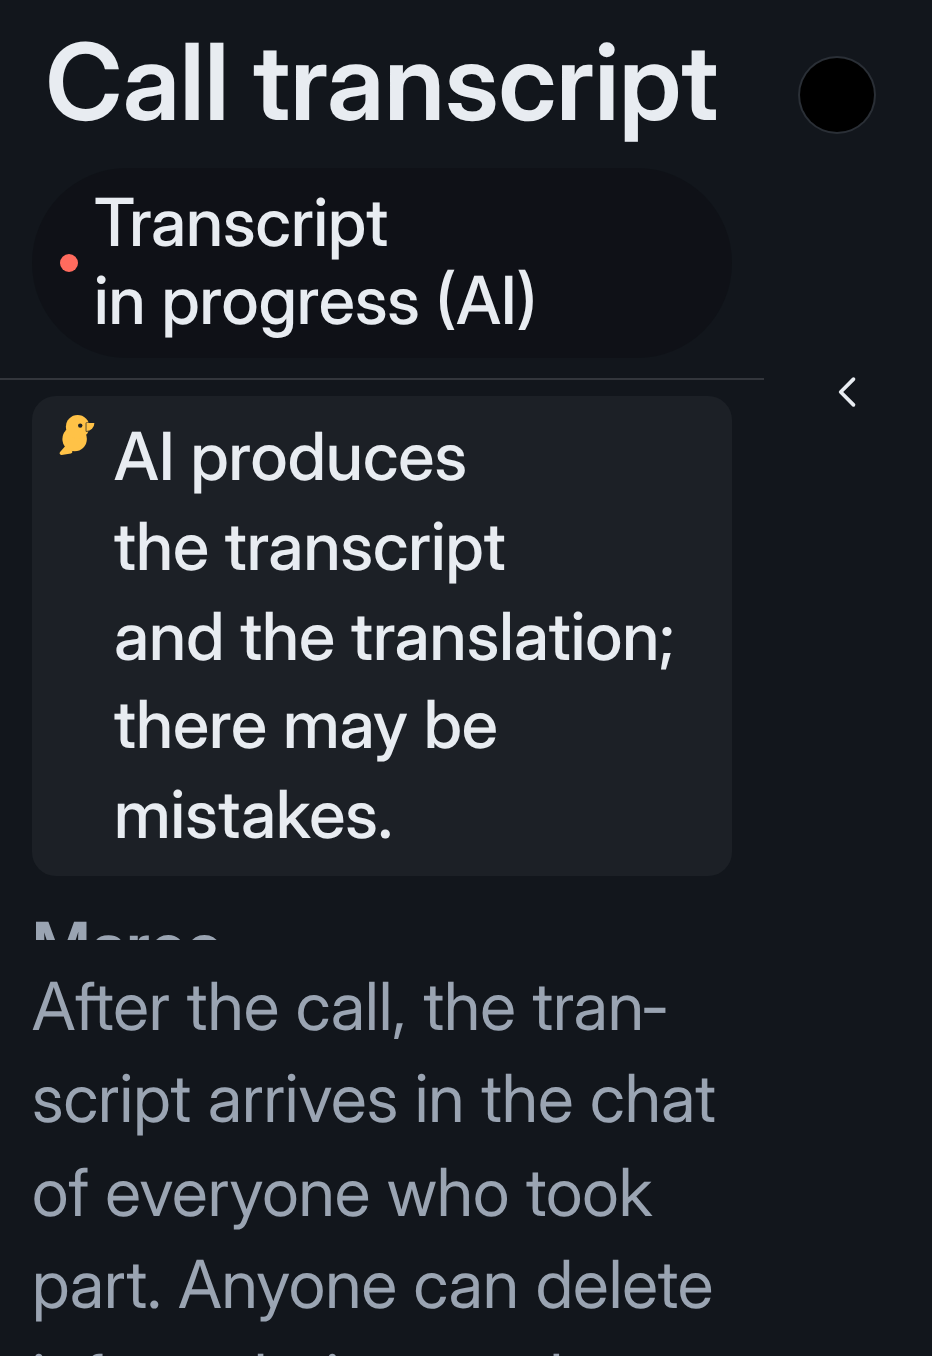 Call transcript
Transcript
in progress (AI)
AI produces
the transcript
and the translation;
there may be
mistakes.
After the call, the tran-
script arrives in the chat
of everyone who took
part. Anyone can delete